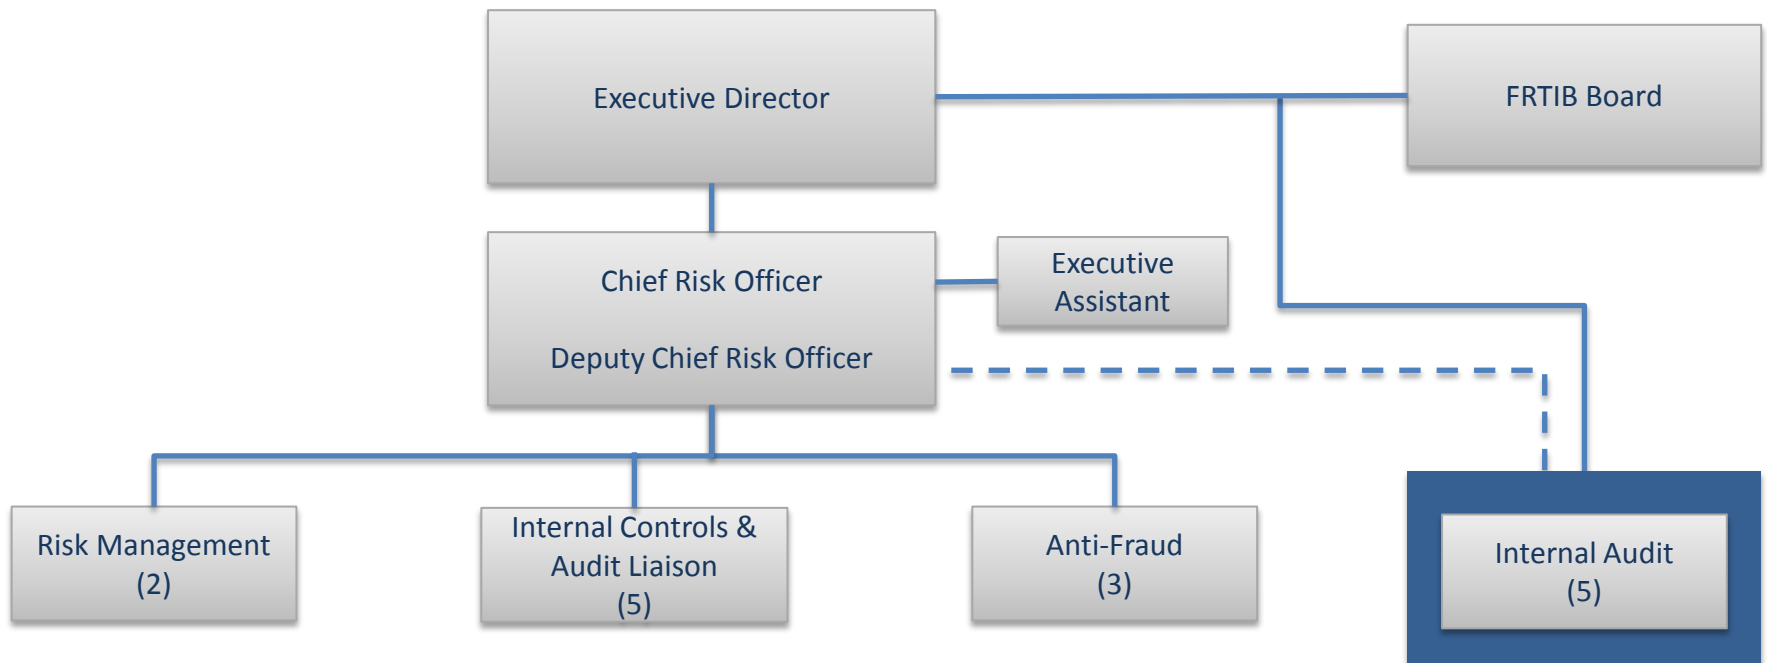 Executive Director
FRTIB Board
Chief Risk Officer
Deputy Chief Risk Officer
Executive
Assistant
Risk Management
(2)
Internal Controls &
Audit Liaison
(5)
Anti-Fraud
(3)
Internal Audit
(5)